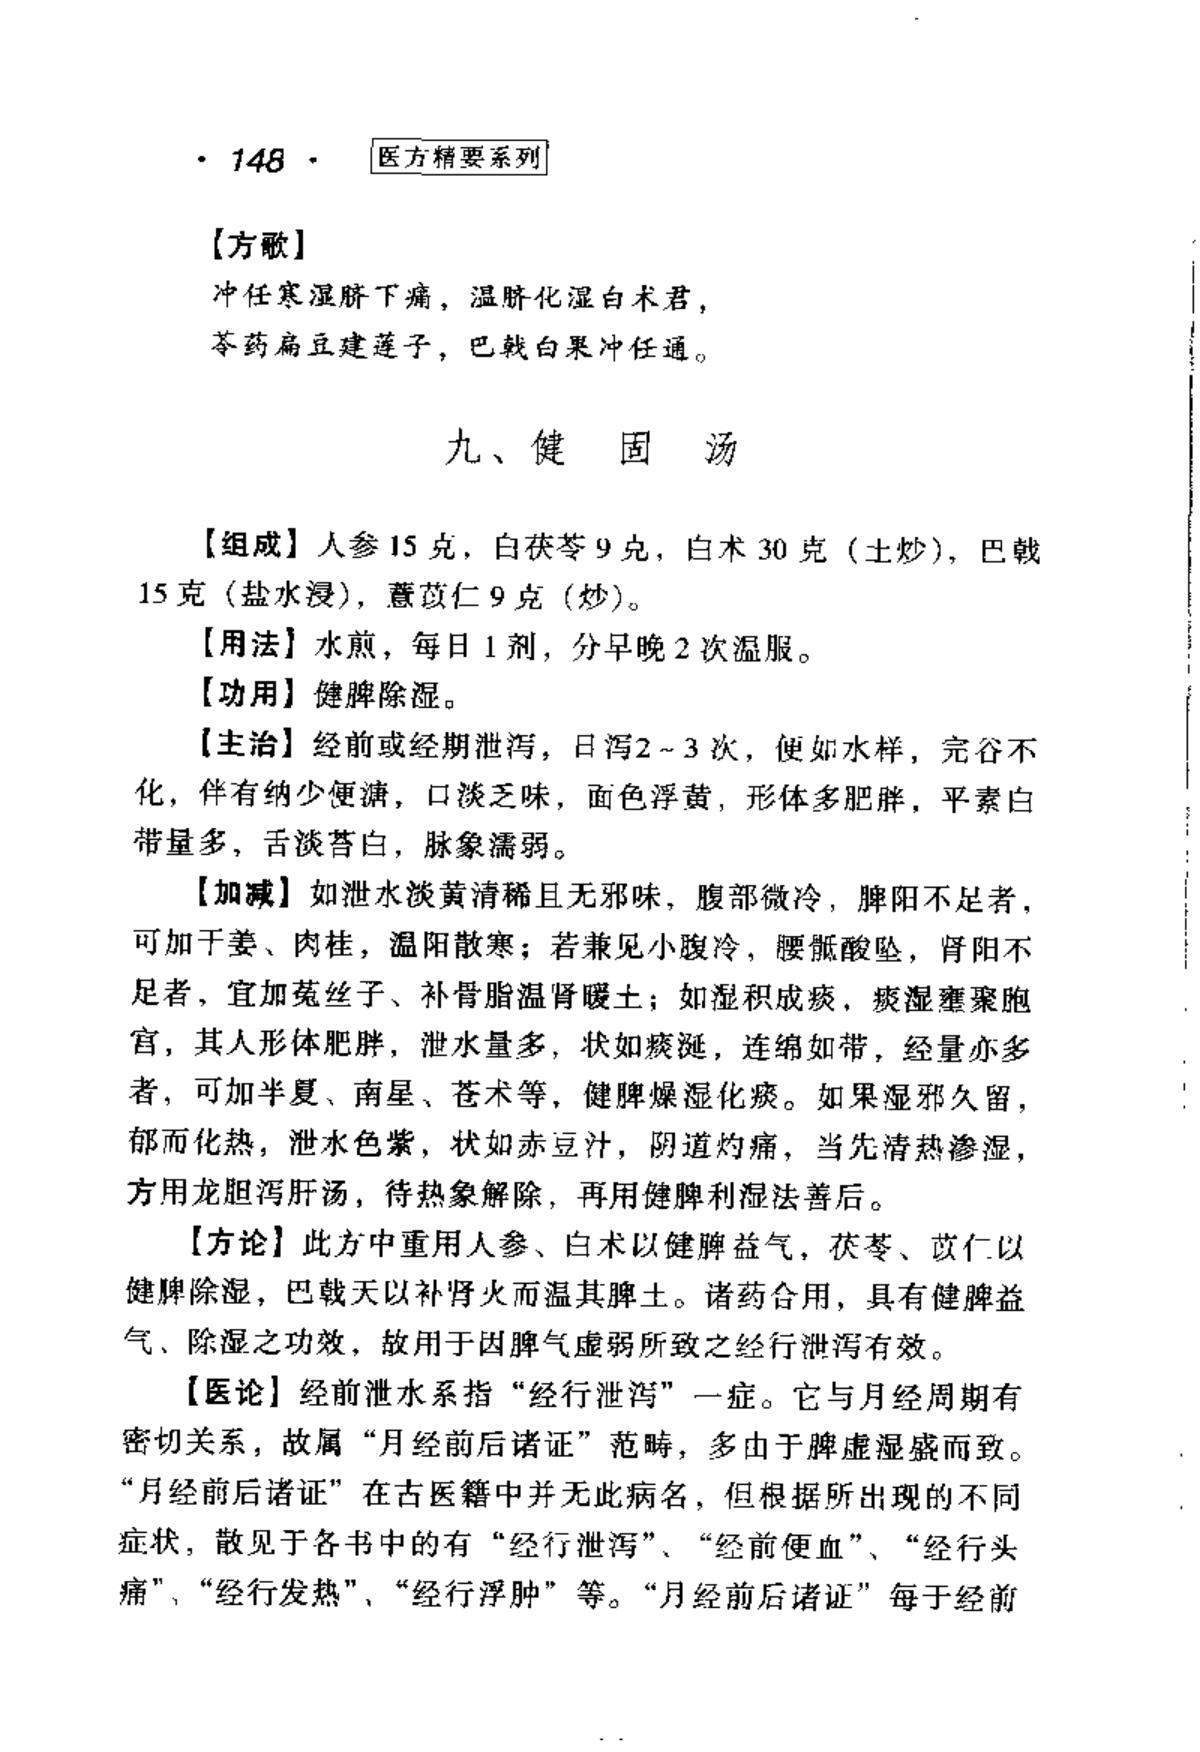 · 148 · 医方精要系列
【方歌】
冲任寒湿脐下痛，温脐化湿白术君，
苓药扁豆建莲子，巴戟白果冲任通。
九、健 固 汤
【组成】人参 15 克，白茯苓 9 克，白术 30 克（土炒），巴戟
15 克（盐水浸），薏苡仁 9 克（炒）。
【用法】水煎，每日 1 剂，分早晚 2 次温服。
【功用】健脾除湿。
【主治】经前或经期泄泻，日泻2～3 次，便如水样，完谷不
化，伴有纳少便溏，口淡乏味，面色浮黄，形体多肥胖，平素白
带量多，舌淡苔白，脉象濡弱。
【加减】如泄水淡黄清稀且无邪味，腹部微冷，脾阳不足者，
可加干姜、肉桂，温阳散寒；若兼见小腹冷，腰骶酸坠，肾阳不
足者，宜加菟丝子、补骨脂温肾暖土；如湿积成痰，痰湿壅聚胞
宫，其人形体肥胖，泄水量多，状如痰涎，连绵如带，经量亦多
者，可加半夏、南星、苍术等，健脾燥湿化痰。如果湿邪久留，
郁而化热，泄水色紫，状如赤豆汁，阴道灼痛，当先清热渗湿，
方用龙胆泻肝汤，待热象解除，再用健脾利湿法善后。
【方论】此方中重用人参、白术以健脾益气，茯苓、苡仁以
健脾除湿，巴戟天以补肾火而温其脾土。诸药合用，具有健脾益
气、除湿之功效，故用于因脾气虚弱所致之经行泄泻有效。
【医论】经前泄水系指“经行泄泻”一症。它与月经周期有
密切关系，故属“月经前后诸证”范畴，多由于脾虚湿盛而致。
“月经前后诸证”在古医籍中并无此病名，但根据所出现的不同
症状，散见于各书中的有“经行泄泻”、“经前便血”、“经行头
痛”、“经行发热”、“经行浮肿”等。“月经前后诸证”每于经前